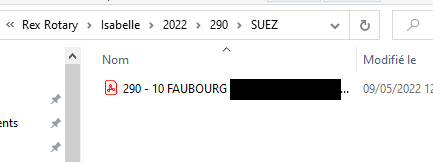 « Rex Rotary > Isabelle > 2022 > 290 > SUEZ
Nom Modifié le
290 - 10 FAUBOURG ... 09/05/2022 12
ents